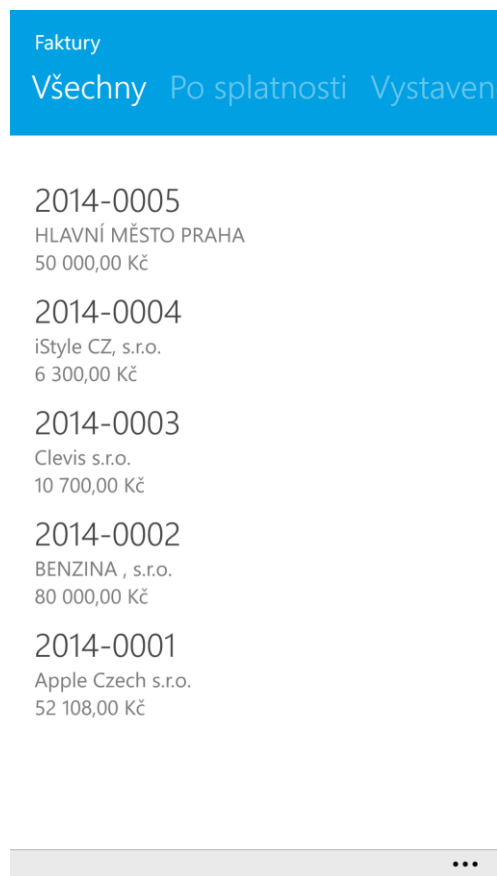 Faktury
Všechny Po splatnosti Vystaven
2014-0005
HLAVNÍ MĚSTO PRAHA
50 000,00 Kč
2014-0004
iStyle CZ, s.r.o.
6 300,00 Kč
2014-0003
Clevis s.r.o.
10 700,00 Kč
2014-0002
BENZINA , s.r.o.
80 000,00 Kč
2014-0001
Apple Czech s.r.o.
52 108,00 Kč